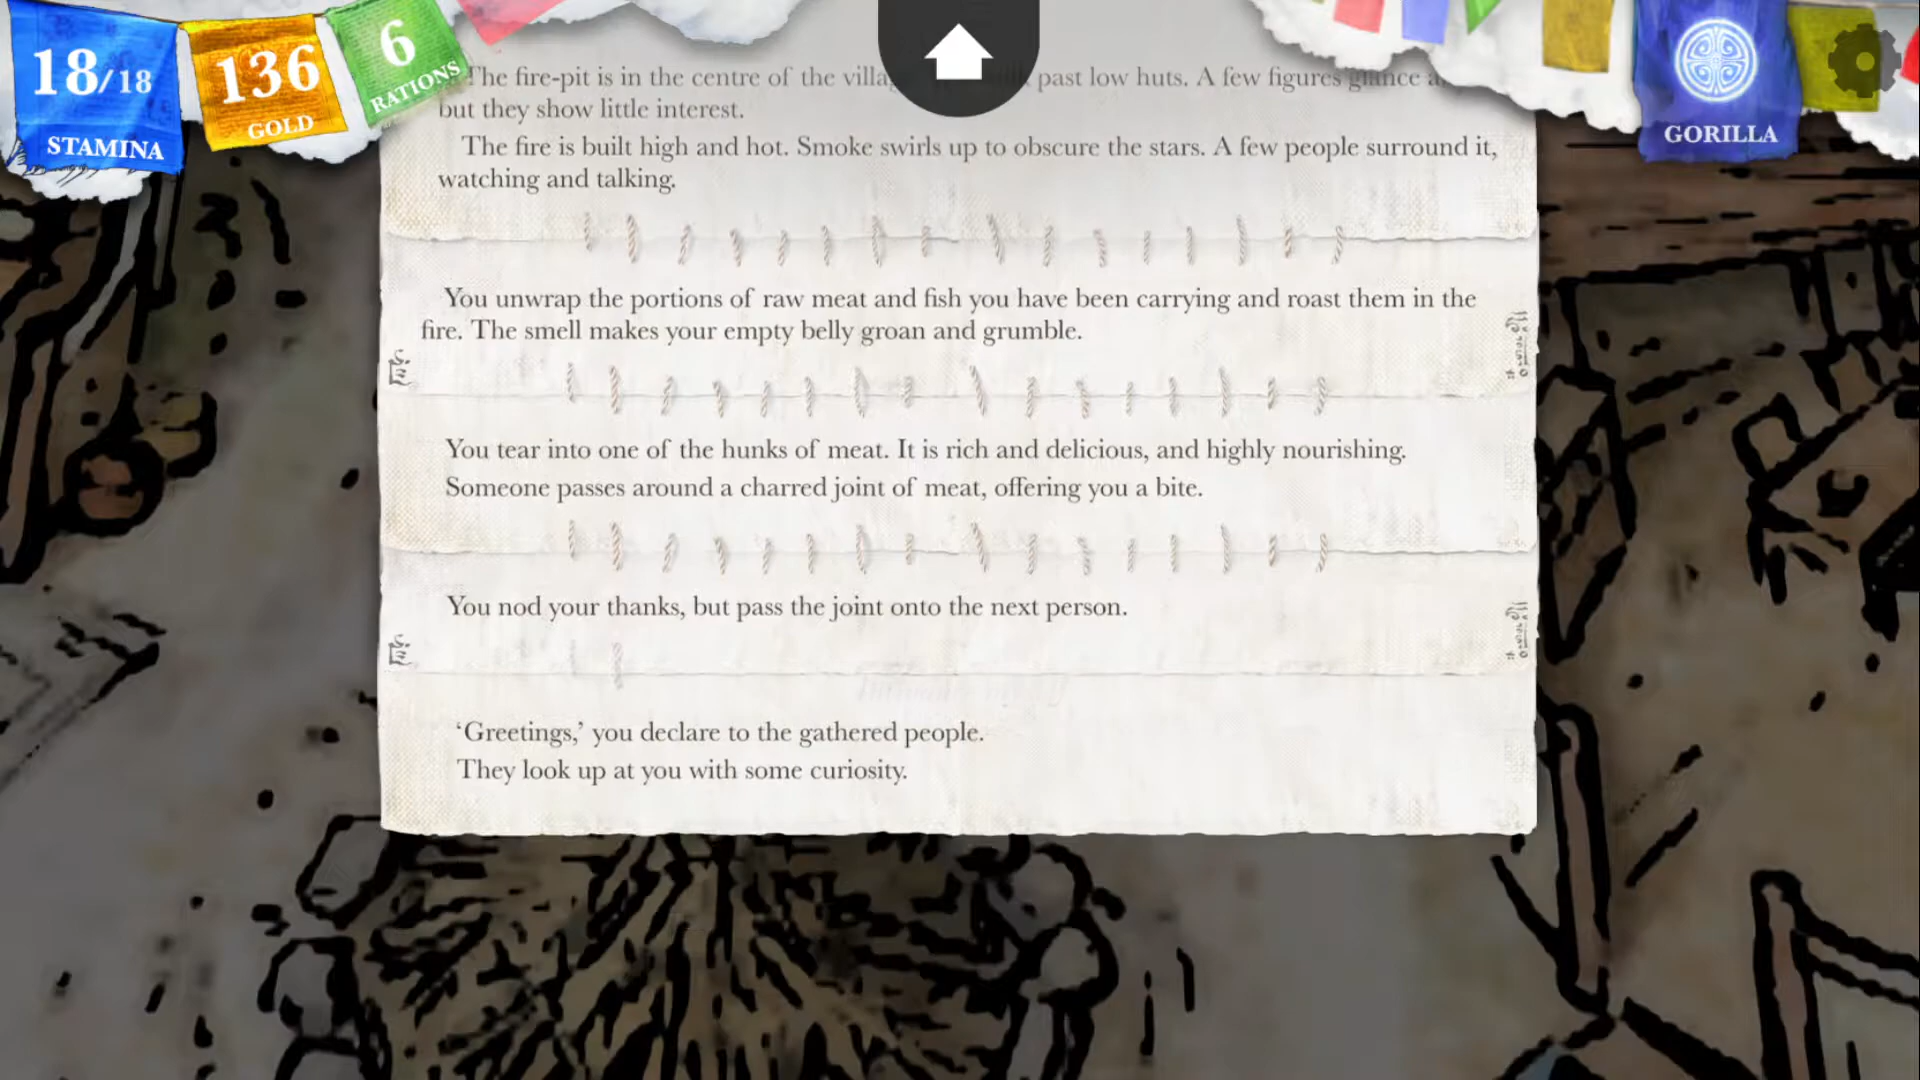 18/18
STAMINA
136
GOLD
6
RATIONS
GORILLA
The fire-pit is in the centre of the past low huts. A few figures glance
but they show little interest.
The fire is built high and hot. Smoke swirls up to obscure the stars. A few people surround it,
watching and talking.
You unwrap the portions of raw meat and fish you have been carrying and roast them in the
fire. The smell makes your empty belly groan and grumble.
You tear into one of the hunks of meat. It is rich and delicious, and highly nourishing.
Someone passes around a charred joint of meat, offering you a bite.
You nod your thanks, but pass the joint onto the next person.
‘Greetings,’ you declare to the gathered people.
They look up at you with some curiosity.